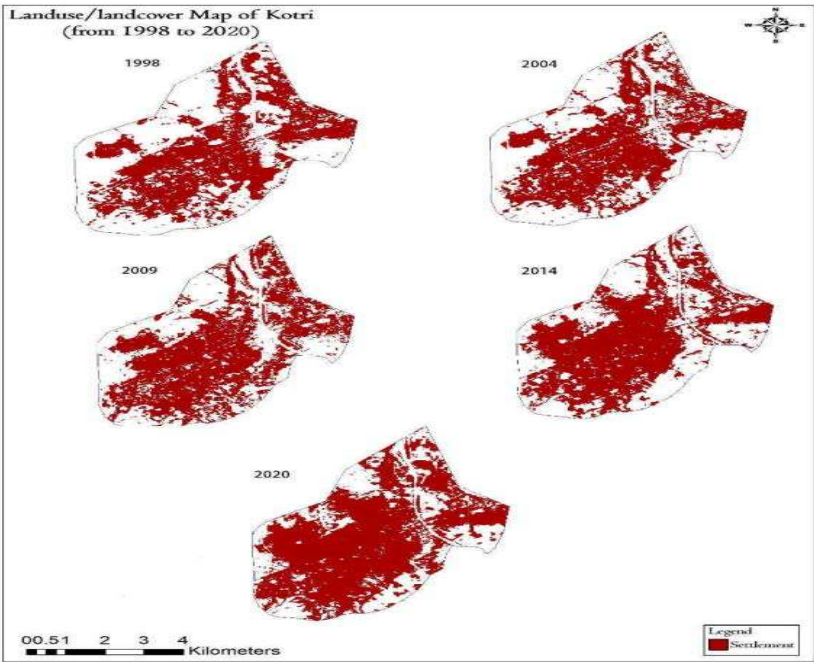 Landuse/landcover Map of Kotri
(from 1998 to 2020)
N
W E
S
1998
2004
2009
2014
2020
00.51 2 3 4
Kilometers
Legend
Settlement